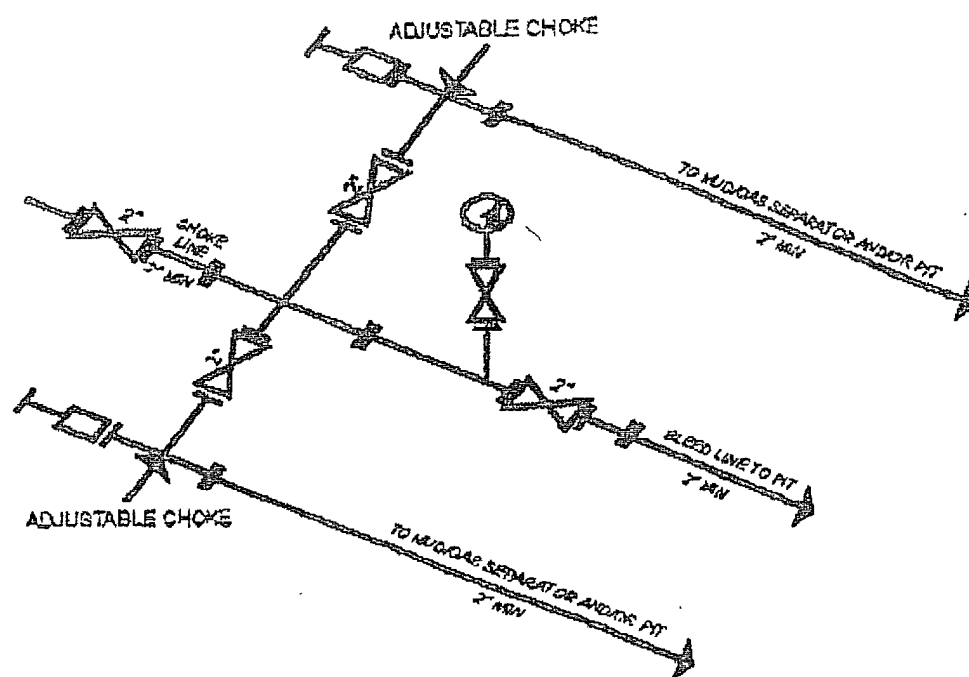 ADJUSTABLE CHOKE
TO MUD/GAS SEPARATOR AND/OR PIT
2" MIN
2"
2"
CHOKE
LINE
2" MIN
2"
2"
BLEED LINE TO PIT
2" MIN
ADJUSTABLE CHOKE
TO MUD/GAS SEPARATOR AND/OR PIT
2" MIN